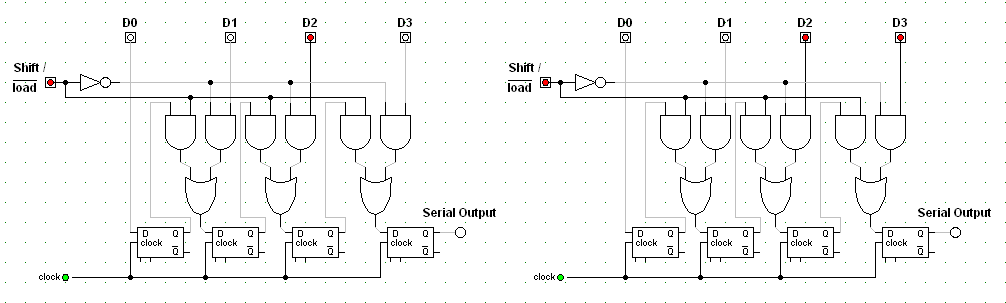 D0 D1 D2 D3
Shift /
load
D Q
clock
Q
D Q
clock
Q
D Q
clock
Q
D Q
clock
Q
Serial Output
clock
D0 D1 D2 D3
Shift /
load
D Q
clock
Q
D Q
clock
Q
D Q
clock
Q
D Q
clock
Q
Serial Output
clock